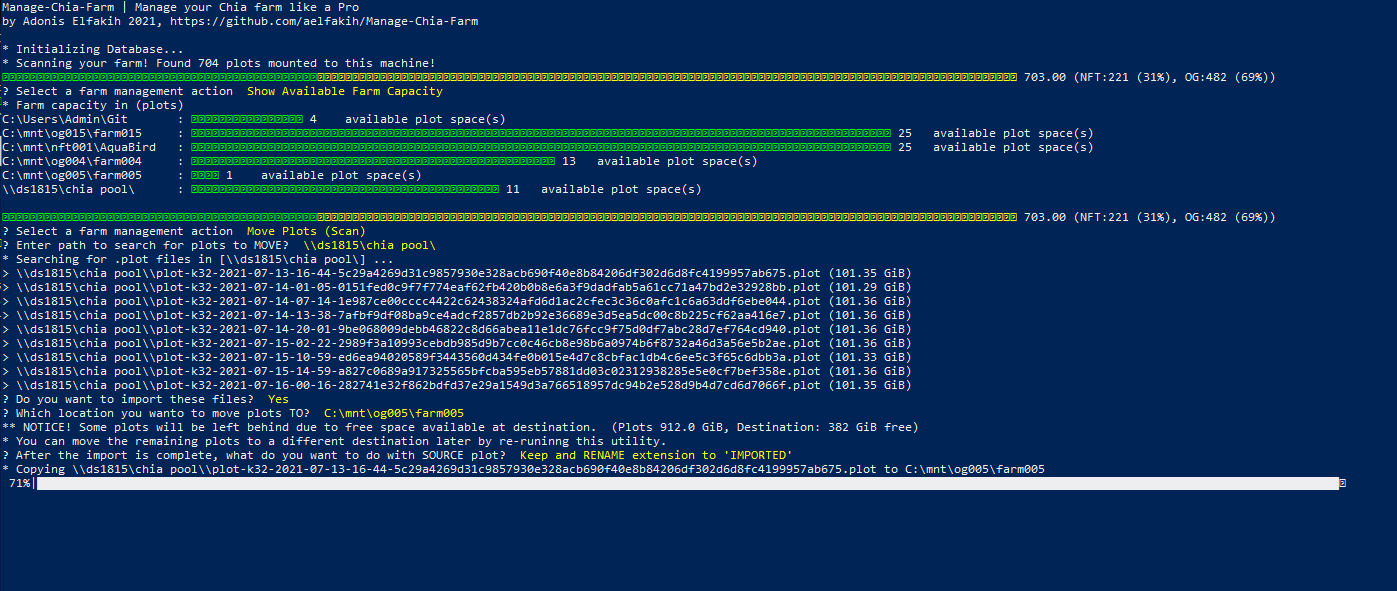 Manage-Chia-Farm | Manage your Chia farm like a Pro
by Adonis Elfakih 2021, https://github.com/aelfakih/Manage-Chia-Farm
* Initializing Database...
* Scanning your farm! Found 704 plots mounted to this machine!
703.00 (NFT:221 (31%), OG:482 (69%))
? Select a farm management action  Show Available Farm Capacity
* Farm capacity in (plots)
C:\Users\Admin\Git       : 4    available plot space(s)
C:\mnt\og015\farm015     : 25   available plot space(s)
C:\mnt\nft001\AquaBird   : 25   available plot space(s)
C:\mnt\og004\farm004     : 13   available plot space(s)
C:\mnt\og005\farm005     : 1    available plot space(s)
\\ds1815\chia pool\      : 11   available plot space(s)
703.00 (NFT:221 (31%), OG:482 (69%))
? Select a farm management action  Move Plots (Scan)
? Enter path to search for plots to MOVE?  \\ds1815\chia pool\
* Searching for .plot files in [\\ds1815\chia pool\] ...
> \\ds1815\chia pool\\plot-k32-2021-07-13-16-44-5c29a4269d31c9857930e328acb690f40e8b84206df302d6d8fc4199957ab675.plot (101.35 GiB)
> \\ds1815\chia pool\\plot-k32-2021-07-14-01-05-0151fed0c9f7f774eaf62fb420b0b8e6a3f9dadfab5a61cc71a47bd2e32928bb.plot (101.29 GiB)
> \\ds1815\chia pool\\plot-k32-2021-07-14-07-14-1e987ce00cccc4422c62438324afd6d1ac2cfec3c36c0afc1c6a63ddf6ebe044.plot (101.36 GiB)
> \\ds1815\chia pool\\plot-k32-2021-07-14-13-38-7afbf9df08ba9ce4adcf2857db2b92e36689e3d5ea5dc00c8b225cf62aa416e7.plot (101.36 GiB)
> \\ds1815\chia pool\\plot-k32-2021-07-14-20-01-9be068009debb46822c8d66abea11e1dc76fcc9f75d0df7abc28d7ef764cd940.plot (101.36 GiB)
> \\ds1815\chia pool\\plot-k32-2021-07-15-02-22-2989f3a10993cebdb985d9b7cc0c46cb8e98b6a0974b6f8732a46d3a56e5b2ae.plot (101.36 GiB)
> \\ds1815\chia pool\\plot-k32-2021-07-15-10-59-ed6ea94020589f3443560d434fe0b015e4d7c8cbfac1db4c6ee5c3f65c6dbb3a.plot (101.33 GiB)
> \\ds1815\chia pool\\plot-k32-2021-07-15-14-59-a827c0689a917325565bfcba595eb57881dd03c02312938285e5e0cf7bef358e.plot (101.36 GiB)
> \\ds1815\chia pool\\plot-k32-2021-07-16-00-16-282741e32f862bdfd37e29a1549d3a766518957dc94b2e528d9b4d7cd6d7066f.plot (101.35 GiB)
? Do you want to import these files?  Yes
? Which location you wanto to move plots TO?  C:\mnt\og005\farm005
** NOTICE! Some plots will be left behind due to free space available at destination.  (Plots 912.0 GiB, Destination: 382 GiB free)
* You can move the remaining plots to a different destination later by re-runinng this utility.
? After the import is complete, what do you want to do with SOURCE plot?  Keep and RENAME extension to 'IMPORTED'
* Copying \\ds1815\chia pool\\plot-k32-2021-07-13-16-44-5c29a4269d31c9857930e328acb690f40e8b84206df302d6d8fc4199957ab675.plot to C:\mnt\og005\farm005
71%|